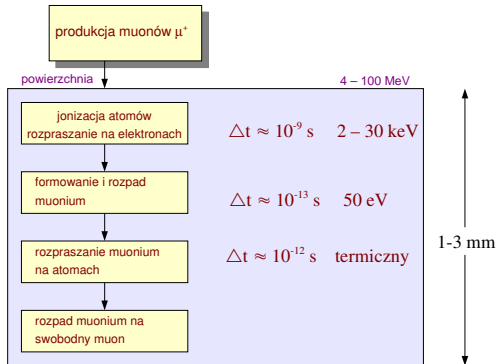 produkcja muonów μ⁺
powierzchnia
4 – 100 MeV
jonizacja atomów
rozpraszanie na elektronach
△t ≈ 10⁻⁹ s 2 – 30 keV
formowanie i rozpad
muonium
△t ≈ 10⁻¹³ s 50 eV
1-3 mm
rozpraszanie muonium
na atomach
△t ≈ 10⁻¹² s termiczny
rozpad muonium na
swobodny muon